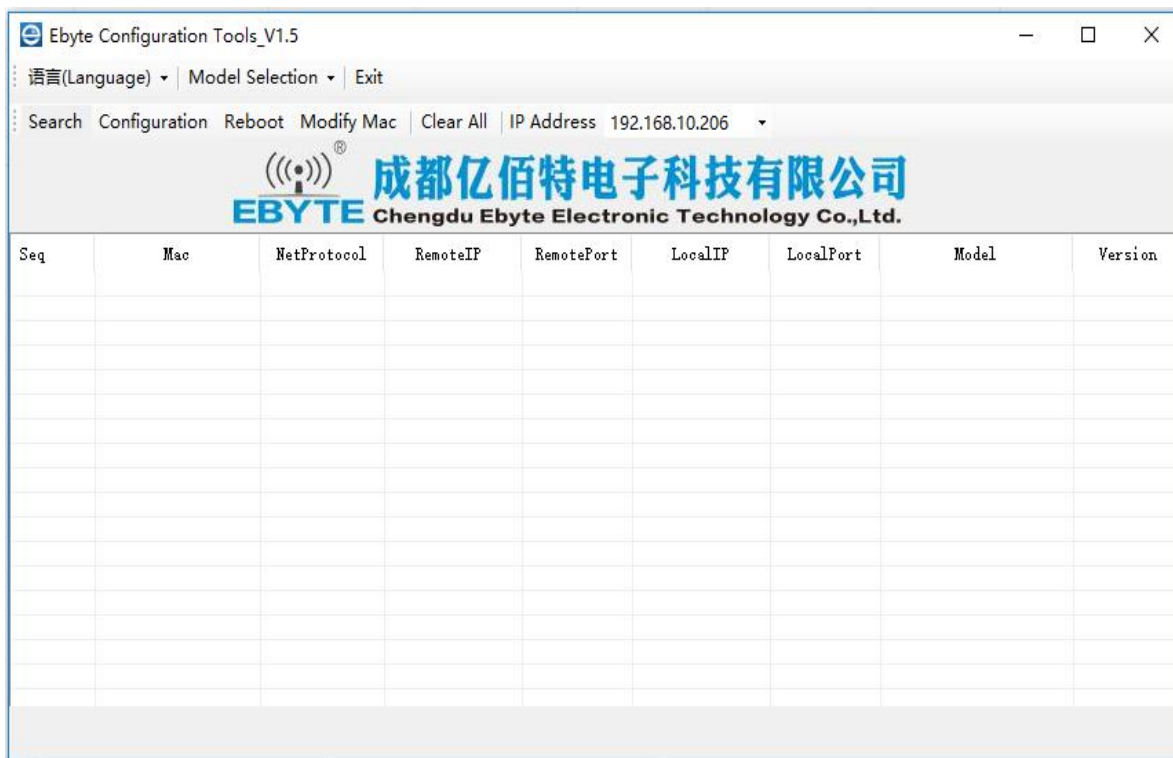 Ebyte Configuration Tools_V1.5
语言(Language) Model Selection Exit
Search Configuration Reboot Modify Mac Clear All IP Address 192.168.10.206
®
成都亿佰特电子科技有限公司
EBYTE Chengdu Ebyte Electronic Technology Co.,Ltd.
Seq Mac NetProtocol RemoteIP RemotePort LocalIP LocalPort Model Version